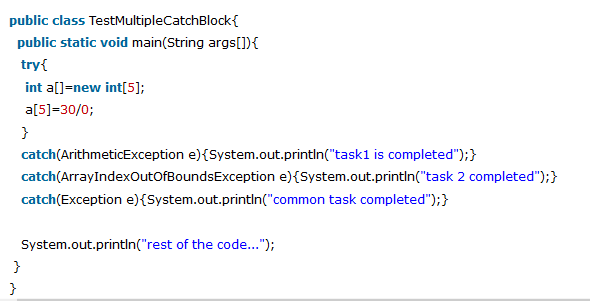 public class TestMultipleCatchBlock{
public static void main(String args[]){
try{
int a[]=new int[5];
a[5]=30/0;
}
catch(ArithmeticException e){System.out.println("task1 is completed");}
catch(ArrayIndexOutOfBoundsException e){System.out.println("task 2 completed");}
catch(Exception e){System.out.println("common task completed");}
System.out.println("rest of the code...");
}
}